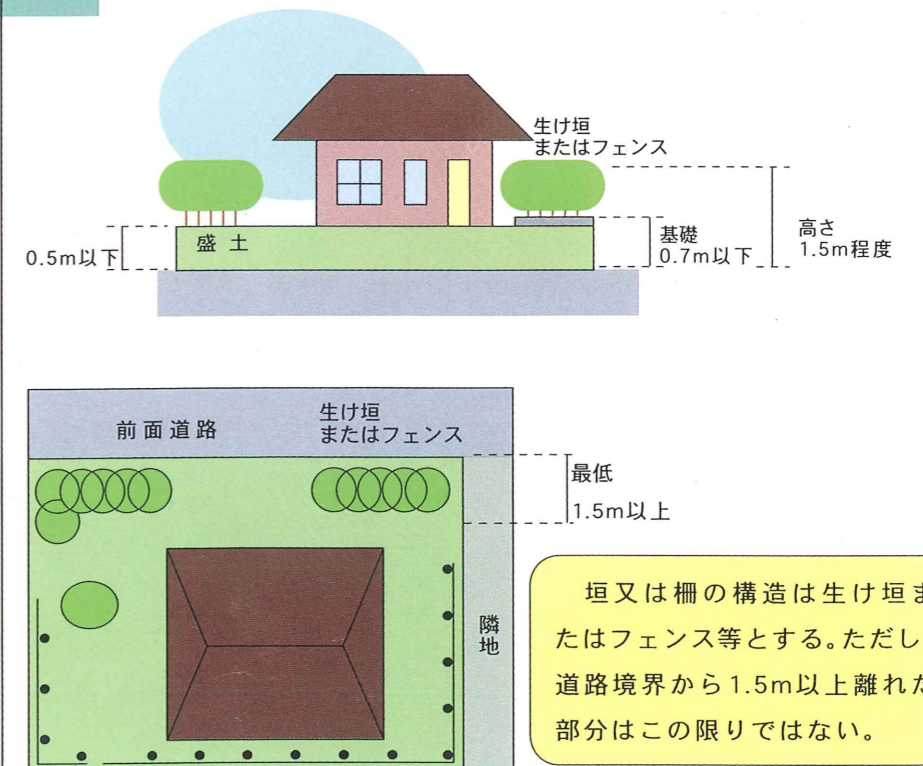 生け垣
またはフェンス
盛土
0.5m以下
基礎
0.7m以下
高さ
1.5m程度
前面道路
生け垣
またはフェンス
最低
1.5m以上
隣地
垣又は柵の構造は生け垣ま
たはフェンス等とする。ただし
道路境界から1.5m以上離れた
部分はこの限りではない。